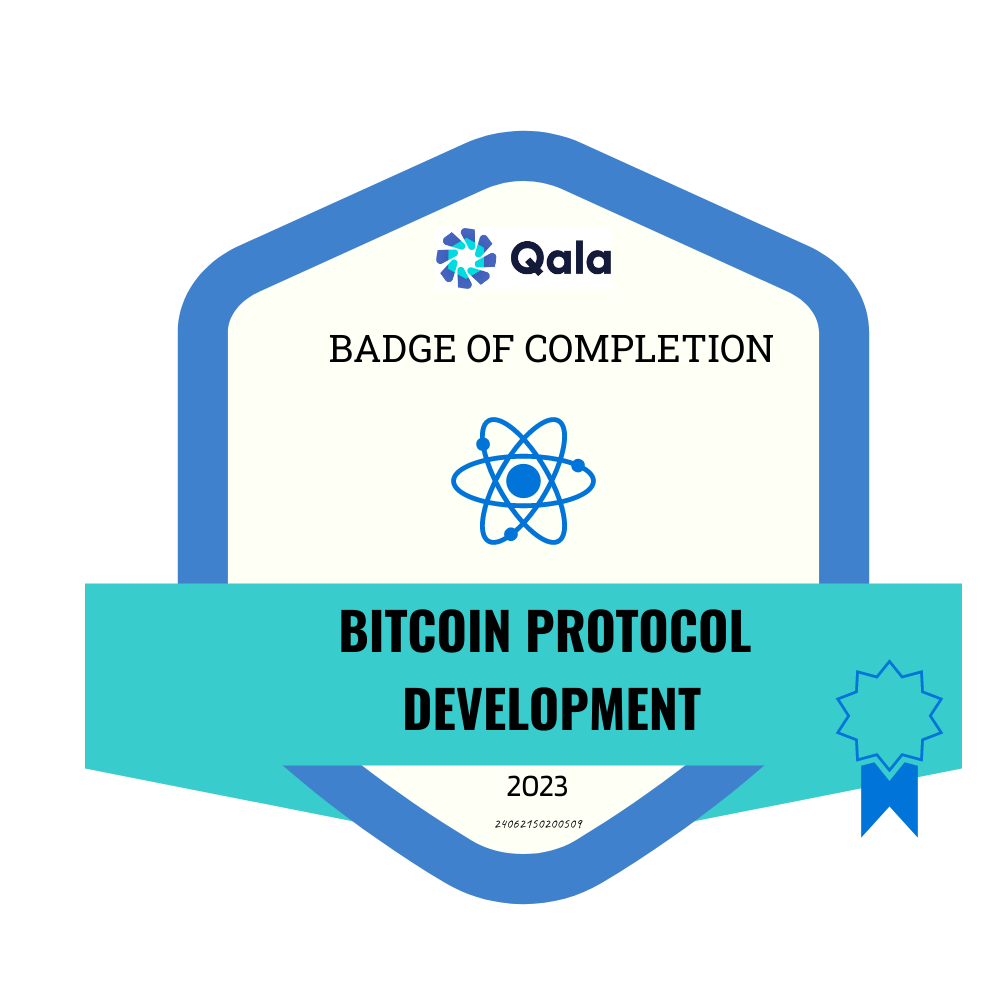 Qala
BADGE OF COMPLETION
BITCOIN PROTOCOL
DEVELOPMENT
2023
24062150200509